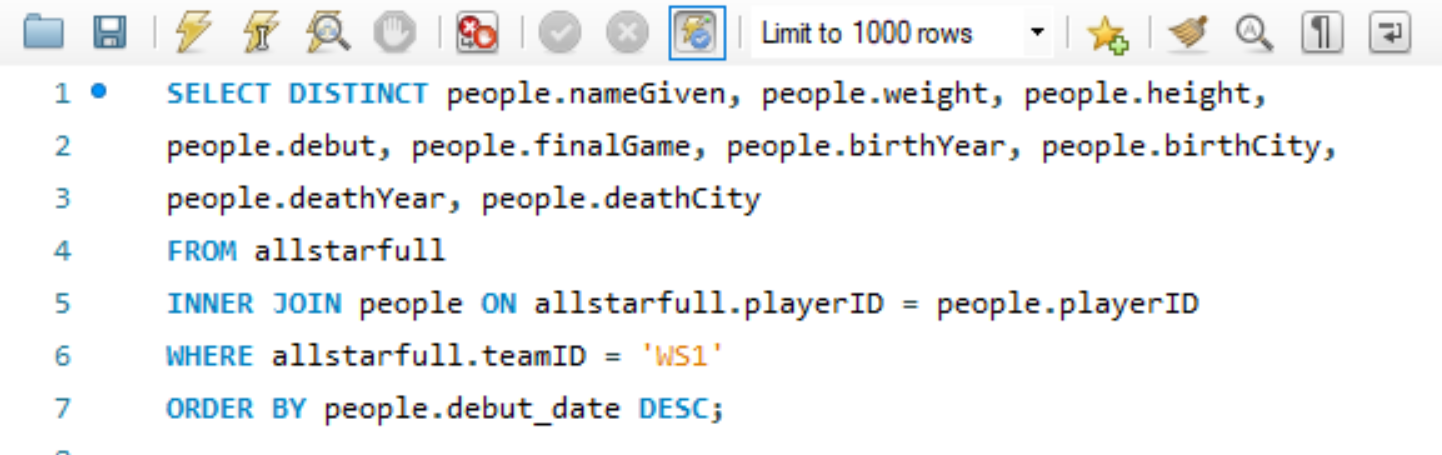 Limit to 1000 rows
1 SELECT DISTINCT people.nameGiven, people.weight, people.height,
2 people.debut, people.finalGame, people.birthYear, people.birthCity,
3 people.deathYear, people.deathCity
4 FROM allstarfull
5 INNER JOIN people ON allstarfull.playerID = people.playerID
6 WHERE allstarfull.teamID = 'WS1'
7 ORDER BY people.debut_date DESC;